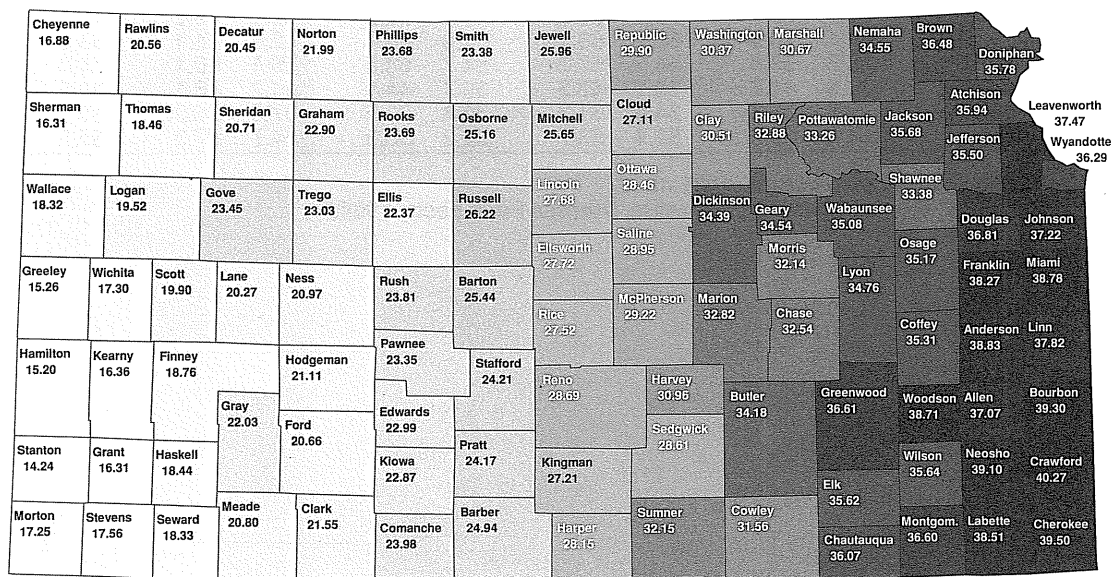 Cheyenne
16.88
Rawlins
20.56
Decatur
20.45
Norton
21.99
Phillips
23.68
Smith
23.38
Jewell
25.96
Republic
29.90
Washington
30.37
Marshall
30.67
Nemaha
34.55
Brown
36.48
Doniphan
35.78
Atchison
35.94
Leavenworth
37.47
Wyandotte
36.29
Sherman
16.31
Thomas
18.46
Sheridan
20.71
Graham
22.90
Rooks
23.69
Osborne
25.16
Mitchell
25.65
Cloud
27.11
Clay
30.51
Riley
32.88
Pottawatomie
33.26
Jackson
35.68
Jefferson
35.50
Wallace
18.32
Logan
19.52
Gove
23.45
Trego
23.03
Ellis
22.37
Russell
26.22
Lincoln
27.68
Ottawa
28.46
Dickinson
34.39
Geary
34.54
Wabaunsee
35.08
Shawnee
33.38
Douglas
36.81
Johnson
37.22
Ellsworth
27.72
Saline
28.95
Morris
32.14
Osage
35.17
Franklin
38.27
Miami
38.78
Greeley
15.26
Wichita
17.30
Scott
19.90
Lane
20.27
Ness
20.97
Rush
23.81
Barton
25.44
Rice
27.52
McPherson
29.22
Marion
32.82
Chase
32.54
Lyon
34.76
Coffey
35.31
Anderson
38.83
Linn
37.82
Hamilton
15.20
Kearny
16.36
Finney
18.76
Hodgeman
21.11
Pawnee
23.35
Stafford
24.21
Reno
28.69
Harvey
30.96
Butler
34.18
Greenwood
36.61
Woodson
38.71
Allen
37.07
Bourbon
39.30
Gray
22.03
Ford
20.66
Edwards
22.99
Sedgwick
28.61
Stanton
14.24
Grant
16.31
Haskell
18.44
Kiowa
22.87
Pratt
24.17
Kingman
27.21
Wilson
35.64
Neosho
39.10
Crawford
40.27
Elk
35.62
Morton
17.25
Stevens
17.56
Seward
18.33
Meade
20.80
Clark
21.55
Comanche
23.98
Barber
24.94
Harper
28.15
Sumner
32.15
Cowley
31.56
Chautauqua
36.07
Montgom.
36.60
Labette
38.51
Cherokee
39.50